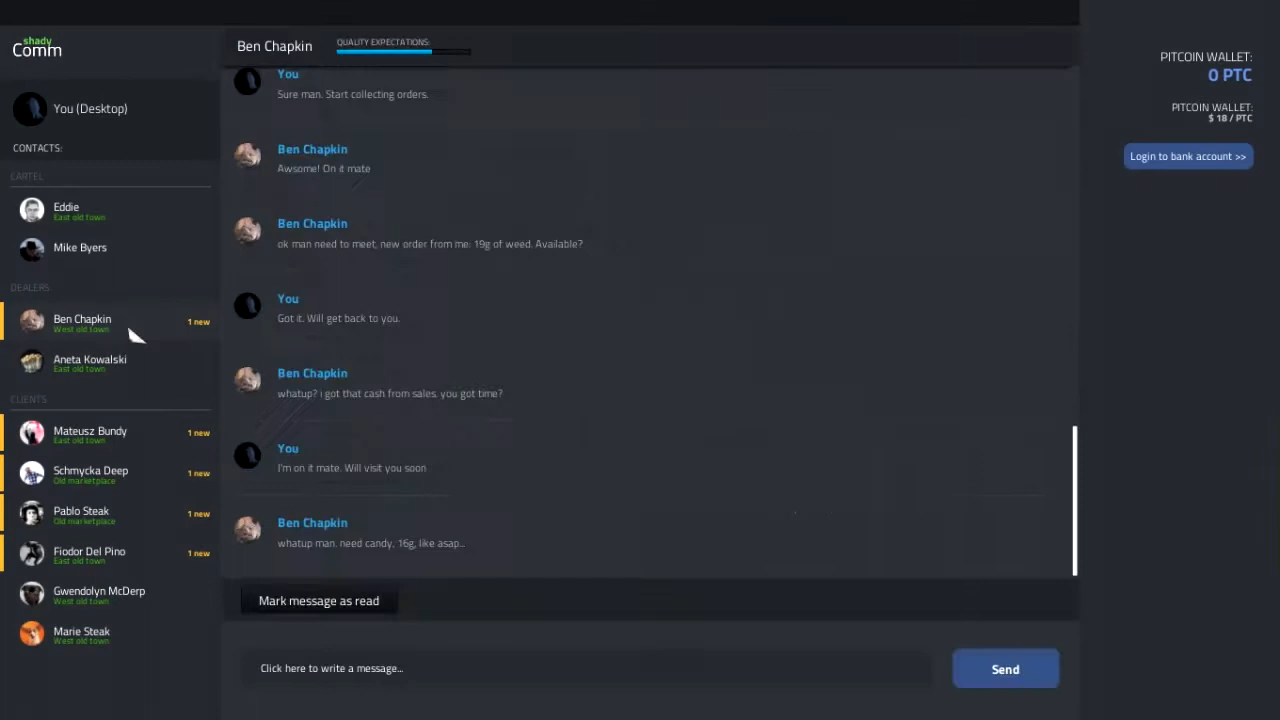 shady
Comm
You (Desktop)
CONTACTS:
CARTEL
Eddie
East old town
Mike Byers
DEALERS
Ben Chapkin
West old town
1 new
Aneta Kowalski
East old town
CLIENTS
Mateusz Bundy
East old town
1 new
Schmycka Deep
Old marketplace
1 new
Pablo Steak
Old marketplace
1 new
Fiodor Del Pino
East old town
1 new
Gwendolyn McDerp
West old town
Marie Steak
West old town
Ben Chapkin
QUALITY EXPECTATIONS:
You
Sure man. Start collecting orders.
Ben Chapkin
Awsome! On it mate
Ben Chapkin
ok man need to meet, new order from me: 19g of weed. Available?
You
Got it. Will get back to you.
Ben Chapkin
whatup? i got that cash from sales. you got time?
You
I'm on it mate. Will visit you soon
Ben Chapkin
whatup man. need candy, 16g, like asap...
Mark message as read
Click here to write a message...
Send
PITCOIN WALLET:
0 PTC
PITCOIN WALLET:
$ 18 / PTC
Login to bank account >>